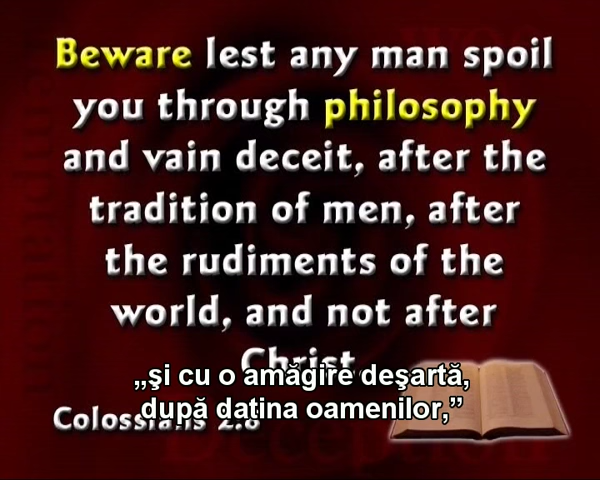 Beware lest any man spoil
you through philosophy
and vain deceit, after the
tradition of men, after
the rudiments of the
world, and not after
Christ
„şi cu o amăgire deşartă,
după datina oamenilor,”
Colossians 2:8
Deception